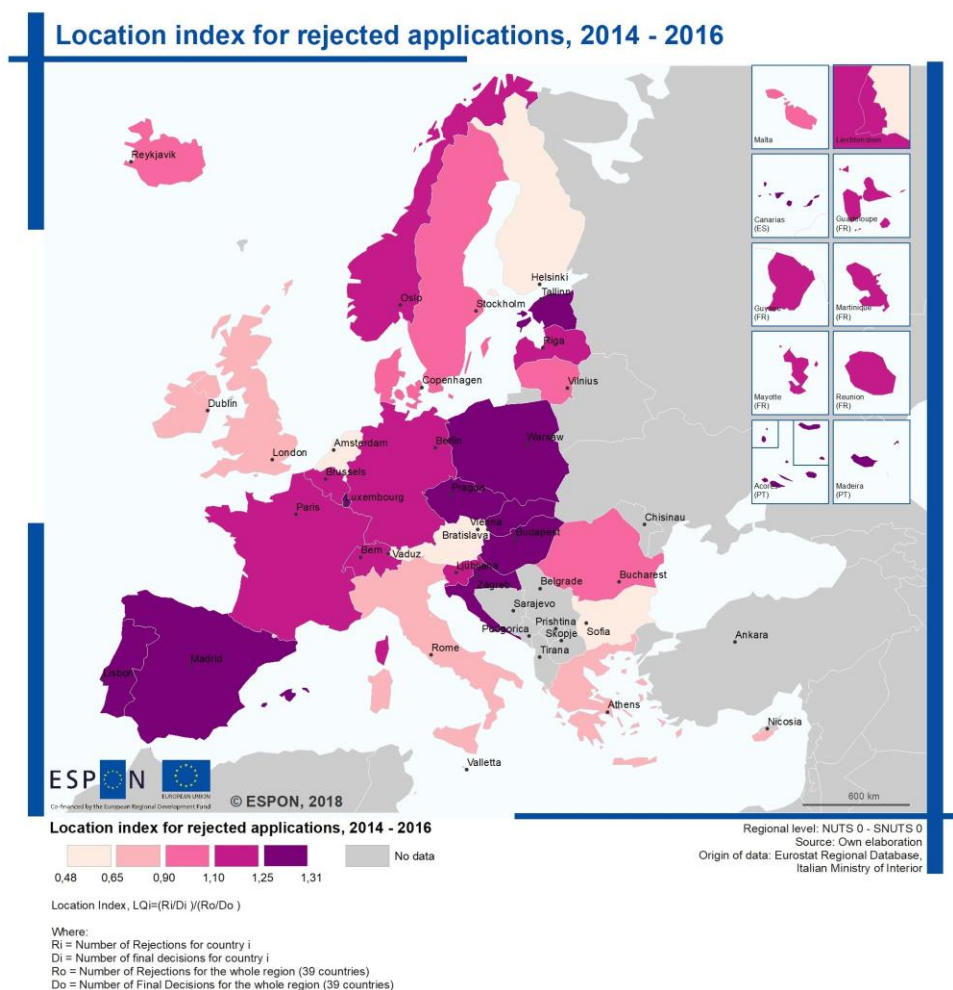 Location index for rejected applications, 2014 - 2016
Malta
Liechtenstein
Reykjavik
Canarias
(ES)
Guadeloupe
(FR)
Helsinki
Tallinn
Oslo
Stockholm
Guyane
(FR)
Martinique
(FR)
Riga
Copenhagen
Vilnius
Mayotte
(FR)
Reunion
(FR)
Dublin
Amsterdam
Berlin
Warsaw
London
Brussels
Acores
(PT)
Madeira
(PT)
Luxembourg
Prague
Paris
Vienna
Chisinau
Bratislava
Budapest
Bern
Vaduz
Ljubljana
Zagreb
Belgrade
Bucharest
Sarajevo
Prishtina
Podgorica
Skopje
Sofia
Ankara
Tirana
Rome
Madrid
Lisbon
Athens
Nicosia
Valletta
ESPON
EUROPEAN UNION
Co-financed by the European Regional Development Fund
© ESPON, 2018
600 km
Location index for rejected applications, 2014 - 2016
No data
0,48 0,65 0,90 1,10 1,25 1,31
Regional level: NUTS 0 - SNUTS 0
Source: Own elaboration
Origin of data: Eurostat Regional Database,
Italian Ministry of Interior
Location Index, LQi=(Ri/Di )/(Ro/Do )
Where:
Ri = Number of Rejections for country i
Di = Number of final decisions for country i
Ro = Number of Rejections for the whole region (39 countries)
Do = Number of Final Decisions for the whole region (39 countries)